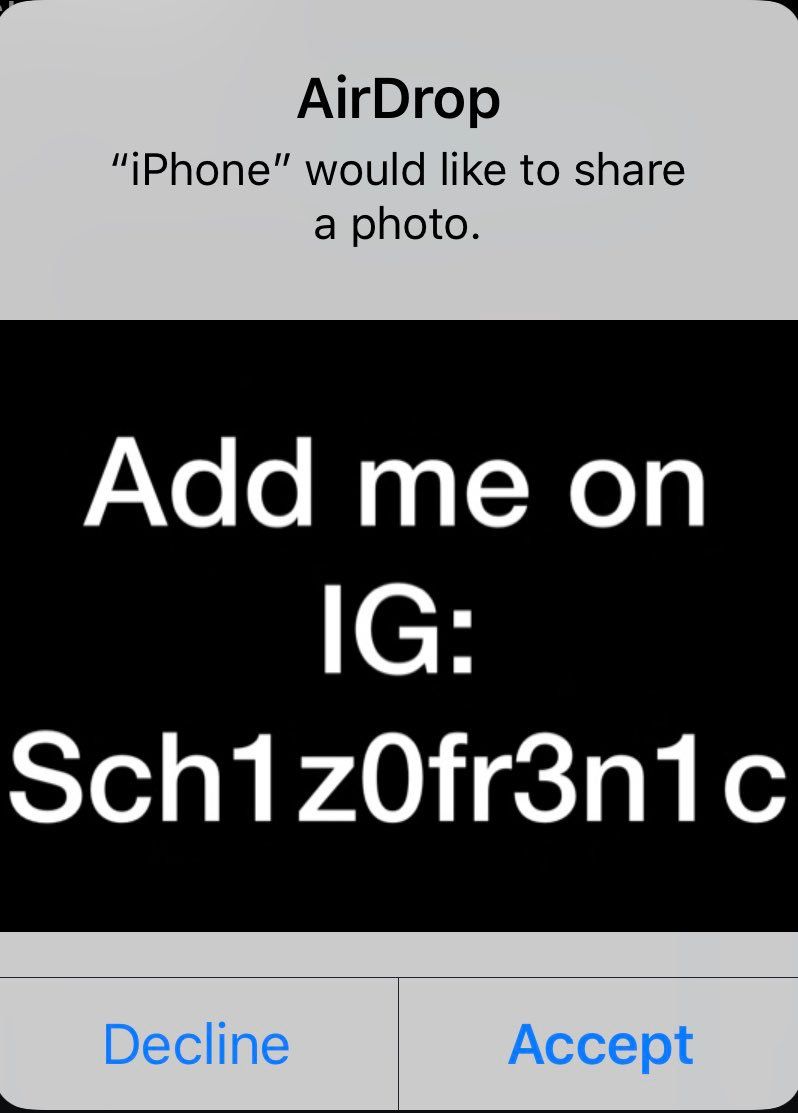 AirDrop
“iPhone” would like to share
a photo.
Add me on
IG:
Sch1z0fr3n1c
Decline
Accept